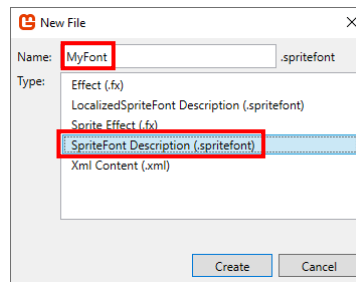 New File
Name: MyFont .spritefont
Type:
Effect (.fx)
LocalizedSpriteFont Description (.spritefont)
Sprite Effect (.fx)
SpriteFont Description (.spritefont)
Xml Content (.xml)
Create Cancel